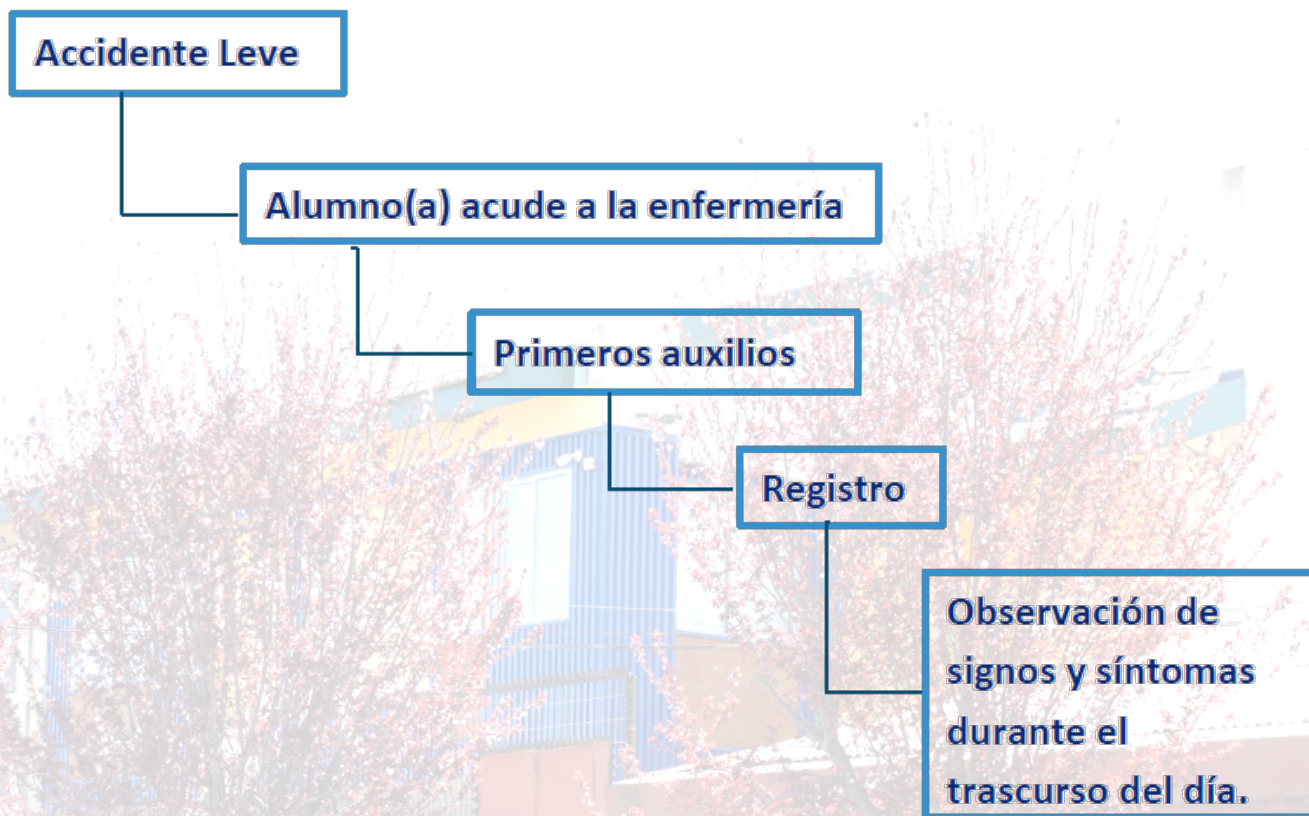 Accidente Leve
Alumno(a) acude a la enfermería
Primeros auxilios
Registro
Observación de
signos y síntomas
durante el
trascurso del día.